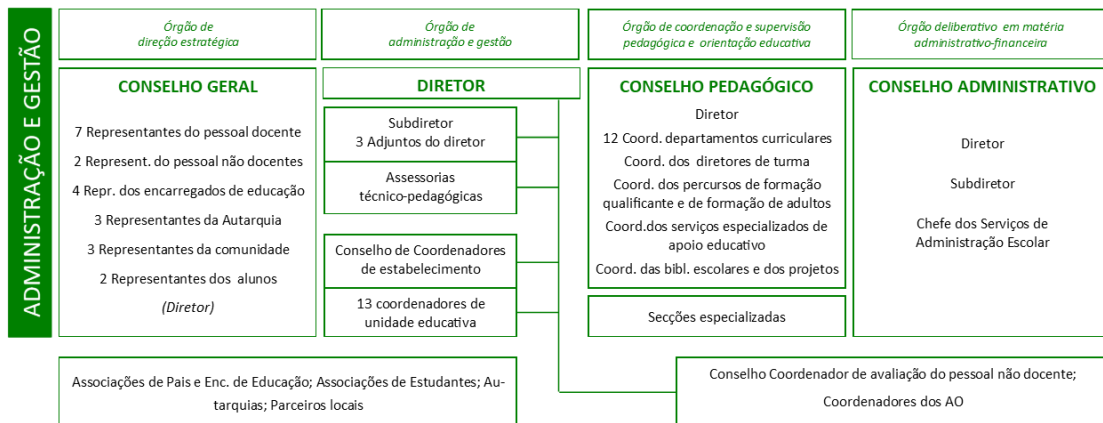 ADMINISTRAÇÃO E GESTÃO
Órgão de
direção estratégica
CONSELHO GERAL
7 Representantes do pessoal docente
2 Represent. do pessoal não docentes
4 Repr. dos encarregados de educação
3 Representantes da Autarquia
3 Representantes da comunidade
2 Representantes dos alunos
(Diretor)
Órgão de
administração e gestão
DIRETOR
Subdiretor
3 Adjuntos do diretor
Assessorias
técnico-pedagógicas
Conselho de Coordenadores
de estabelecimento
13 coordenadores de
unidade educativa
Órgão de coordenação e supervisão
pedagógica e orientação educativa
CONSELHO PEDAGÓGICO
Diretor
12 Coord. departamentos curriculares
Coord. dos diretores de turma
Coord. dos percursos de formação
qualificante e de formação de adultos
Coord.dos serviços especializados de
apoio educativo
Coord. das bibl. escolares e dos projetos
Secções especializadas
Órgão deliberativo em matéria
administrativo-financeira
CONSELHO ADMINISTRATIVO
Diretor
Subdiretor
Chefe dos Serviços de
Administração Escolar
Associações de Pais e Enc. de Educação; Associações de Estudantes; Au-
tarquias; Parceiros locais
Conselho Coordenador de avaliação do pessoal não docente;
Coordenadores dos AO